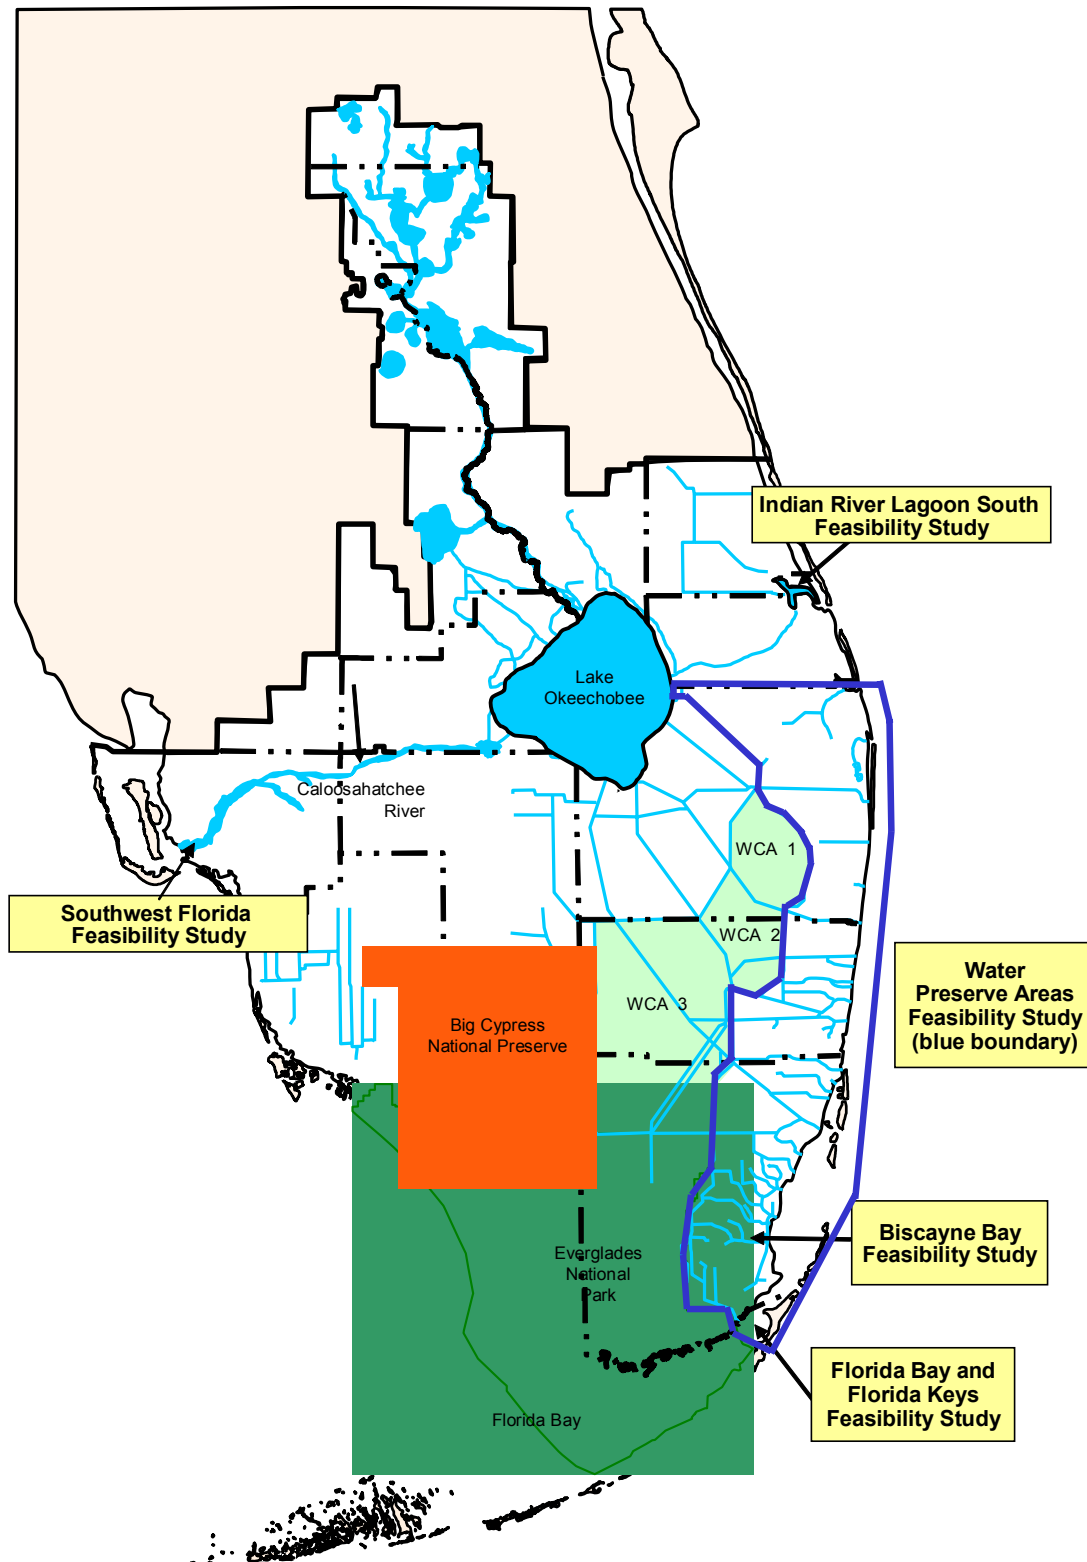 Indian River Lagoon South
Feasibility Study
Lake
Okeechobee
Caloosahatchee
River
WCA 1
Southwest Florida
Feasibility Study
WCA 2
Water
Preserve Areas
Feasibility Study
(blue boundary)
WCA 3
Big Cypress
National Preserve
Biscayne Bay
Feasibility Study
Everglades
National
Park
Florida Bay and
Florida Keys
Feasibility Study
Florida Bay